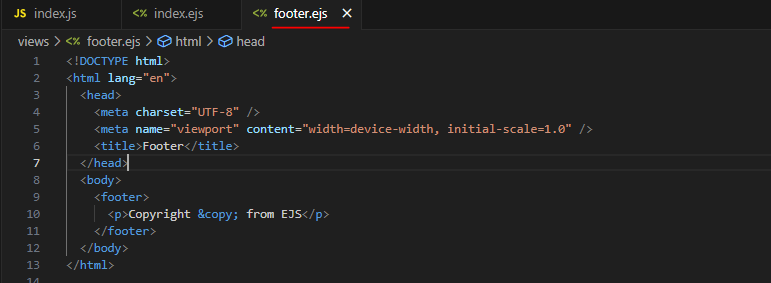 JS index.js <% index.ejs <% footer.ejs ×
views > <% footer.ejs > html > head
1 <!DOCTYPE html>
2 <html lang="en">
3 <head>
4 <meta charset="UTF-8" />
5 <meta name="viewport" content="width=device-width, initial-scale=1.0" />
6 <title>Footer</title>
7 </head>
8 <body>
9 <footer>
10 <p>Copyright &copy; from EJS</p>
11 </footer>
12 </body>
13 </html>
14